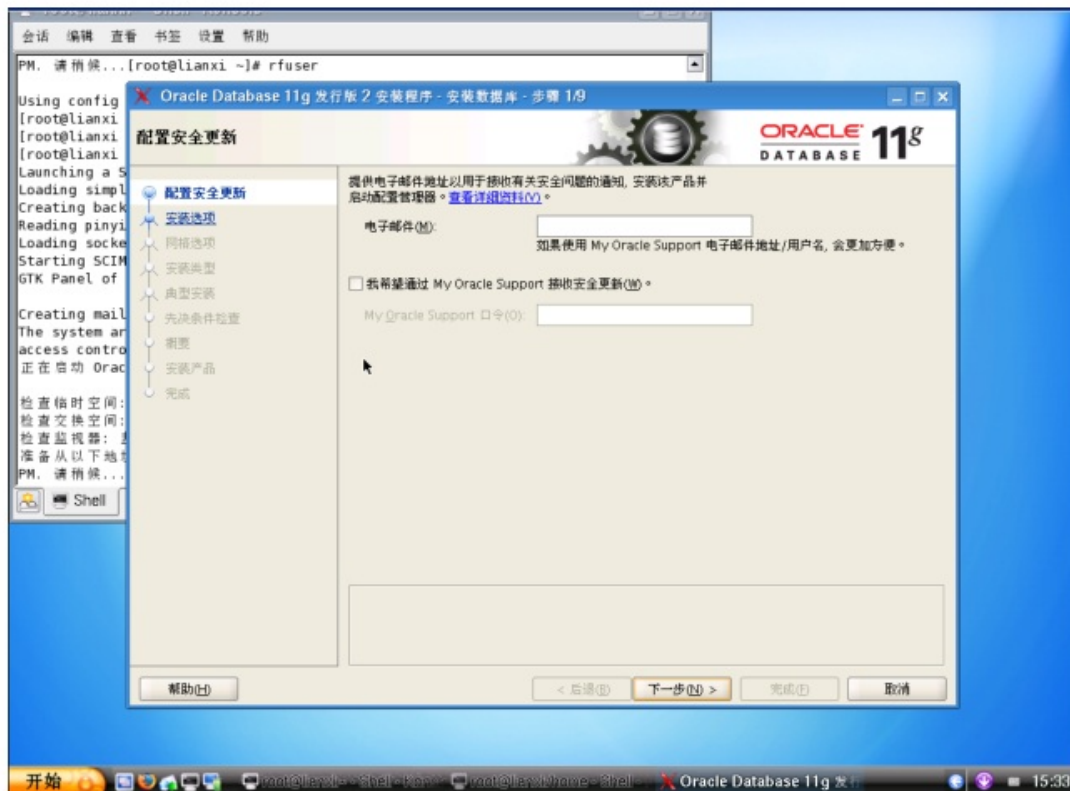 会话 编辑 查看 书签 设置 帮助
PM. 请稍候...[root@lianxi ~]# rfuser
Using config
[root@lianxi
[root@lianxi
[root@lianxi
Launching a S
Loading simpl
Creating back
Reading pinyi
Loading socke
Starting SCIM
GTK Panel of
Creating mail
The system ar
access contro
正在启动 Orac
检查临时空间:
检查交换空间:
检查监视器:
准备从以下地
PM. 请稍候...
Shell
Oracle Database 11g 发行版 2 安装程序 - 安装数据库 - 步骤 1/9
配置安全更新
ORACLE 11g
DATABASE
配置安全更新
安装选项
网格选项
安装类型
典型安装
先决条件检查
概要
安装产品
完成
提供电子邮件地址以用于接收有关安全问题的通知, 安装该产品并
启动配置管理器。查看详细资料(V)。
电子邮件(M):
如果使用 My Oracle Support 电子邮件地址/用户名, 会更加方便。
我希望通过 My Oracle Support 接收安全更新(W)。
My Oracle Support 口令(O):
帮助(H)
< 后退(B)
下一步(N) >
完成(F)
取消
开始
Oracle Database 11g 发行
15:33